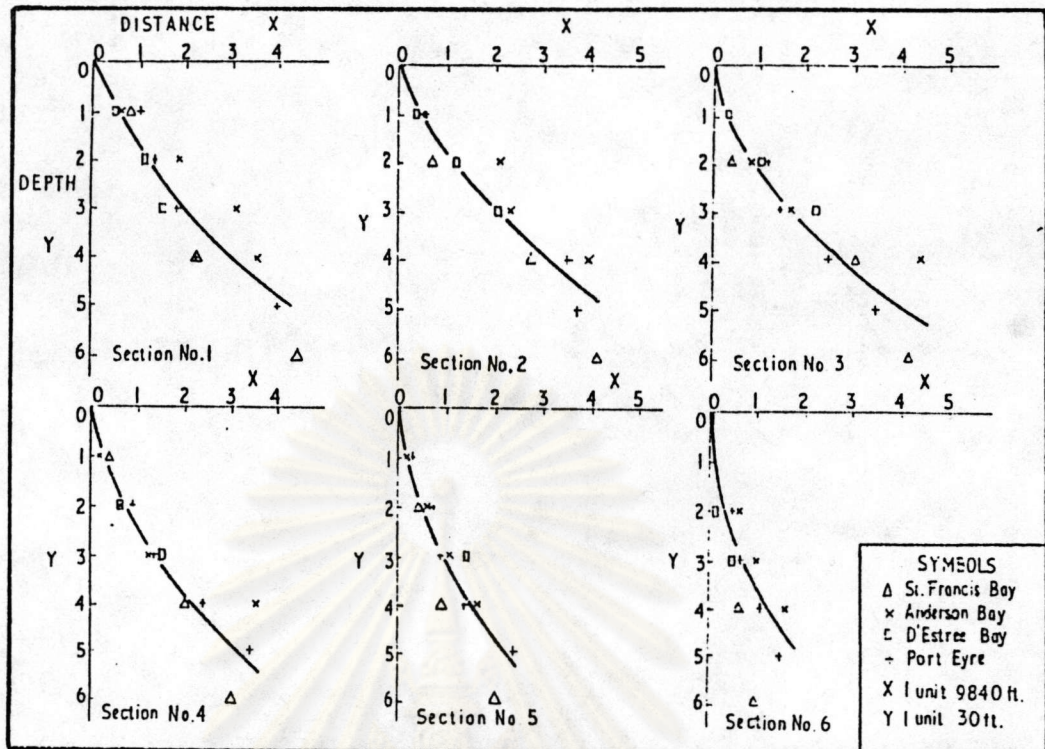 DISTANCE X
0 1 2 3 4
0
1
2
DEPTH
3
Y
4
5
6
Section No.1
X
0 1 2 3 4 5
0
1
2
3
Y
4
5
6
Section No.2
X
0 1 2 3 4 5
0
1
2
3
Y
4
5
6
Section No. 3
X
0 1 2 3 4 5
0
1
2
Y 3
4
5
6
Section No.4
X
0 1 2 3 4 5
0
1
2
Y 3
4
5
6
Section No. 5
X
0 1 2 3 4 5
1
2
Y 3
4
5
6
Section No. 6
SYMBOLS
Δ St. Francis Bay
× Anderson Bay
□ D'Estree Bay
+ Port Eyre
X 1 unit 9840 ft.
Y 1 unit 30 ft.